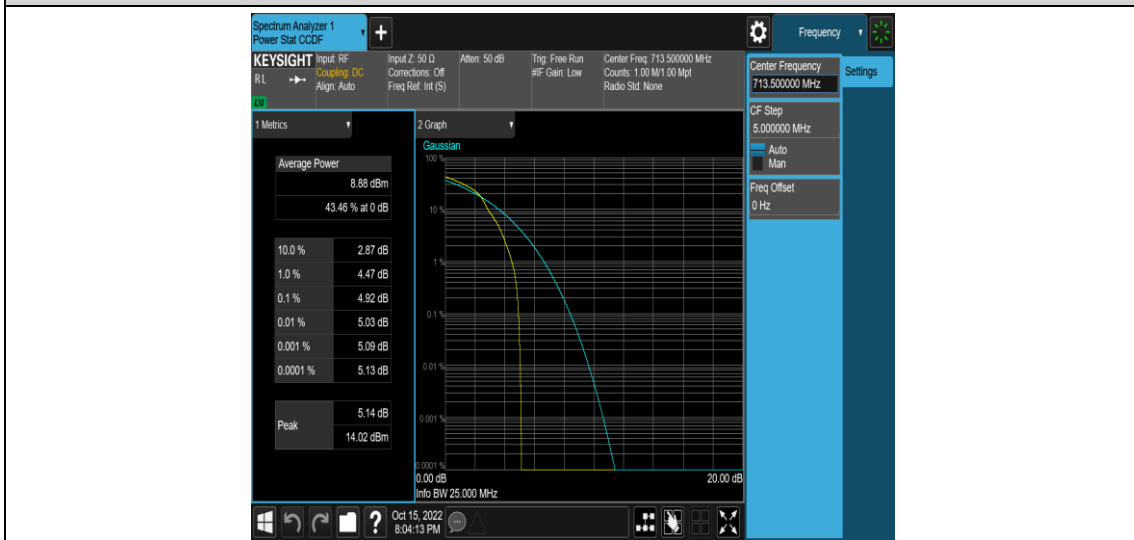 Spectrum Analyzer 1
Power Stat CCDF
+
Frequency
KEYSIGHT
RL
LM
Input: RF
Coupling: DC
Align: Auto
Input Z: 50 Ω
Corrections: Off
Freq Ref: Int (S)
Atten: 50 dB
Trig: Free Run
#IF Gain: Low
Center Freq: 713.500000 MHz
Counts: 1.00 M/1.00 Mpt
Radio Std: None
Center Frequency
713.500000 MHz
Settings
CF Step
5.000000 MHz
Auto
Man
Freq Offset
0 Hz
1 Metrics
Average Power
8.88 dBm
43.46 % at 0 dB
10.0 % 2.87 dB
1.0 % 4.47 dB
0.1 % 4.92 dB
0.01 % 5.03 dB
0.001 % 5.09 dB
0.0001 % 5.13 dB
Peak
5.14 dB
14.02 dBm
2 Graph
Gaussian
100 %
10 %
1 %
0.1 %
0.01 %
0.001 %
0.0001 %
0.00 dB 20.00 dB
Info BW 25.000 MHz
?
Oct 15, 2022
8:04:13 PM